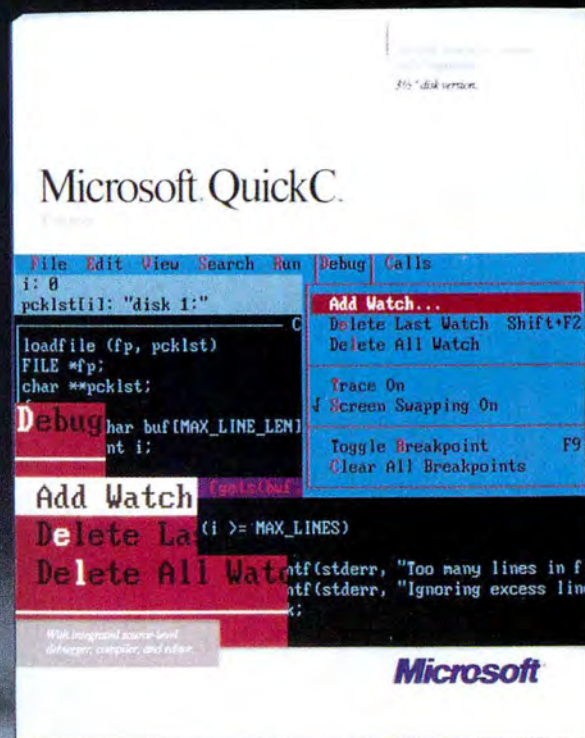 3½" disk version.
Microsoft QuickC.
File Edit View Search Run Debug Calls
i: 0
pcklst[i]: "disk 1:"
C
loadfile (fp, pcklst)
FILE *fp;
char **pcklst;
har buf[MAX_LINE_LEN]
nt i;
Add Watch...
Delete Last Watch Shift+F2
Delete All Watch
Trace On
√ Screen Swapping On
Toggle Breakpoint F9
Clear All Breakpoints
Debug
(fgets(buf
Add Watch
Delete La
Delete All Watc
(i >= MAX_LINES)
ntf(stderr, "Too many lines in f
ntf(stderr, "Ignoring excess line
k;
With integrated source-level
debugger, compiler, and editor.
Microsoft